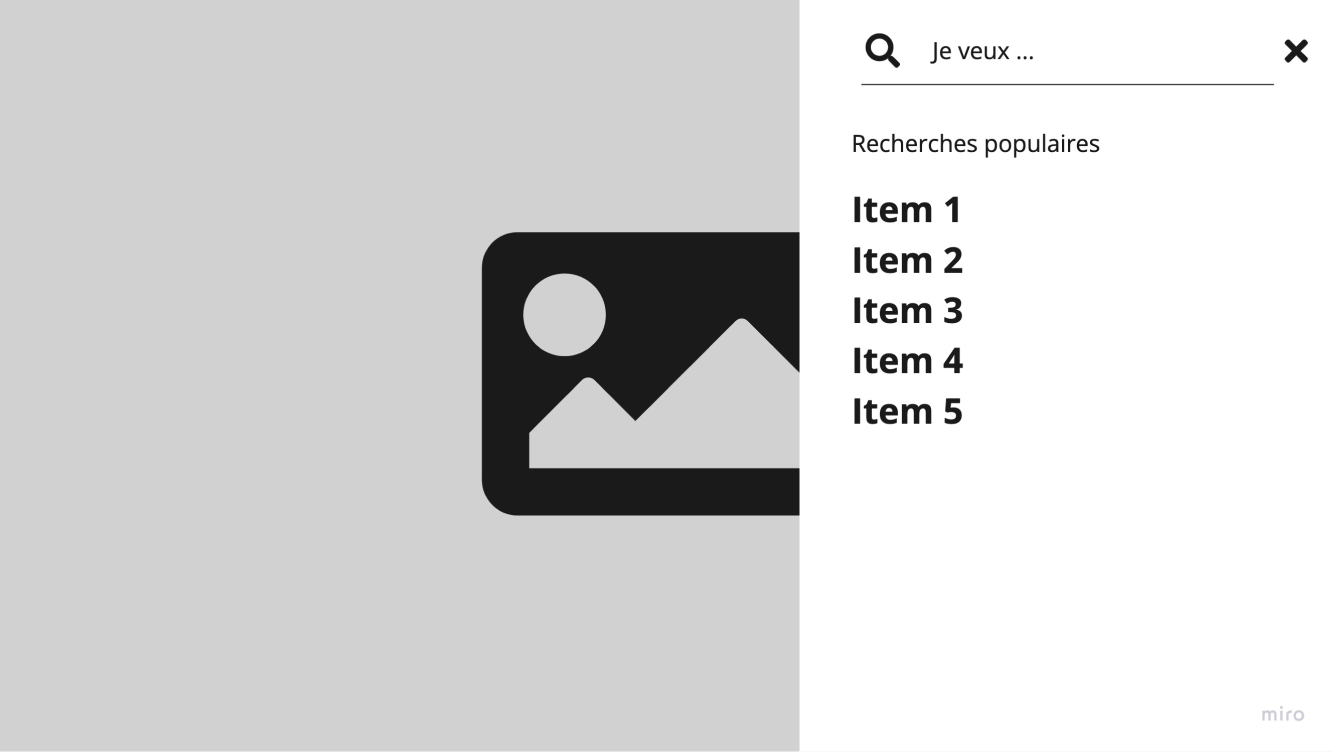 Je veux ...
Recherches populaires
Item 1
Item 2
Item 3
Item 4
Item 5
miro